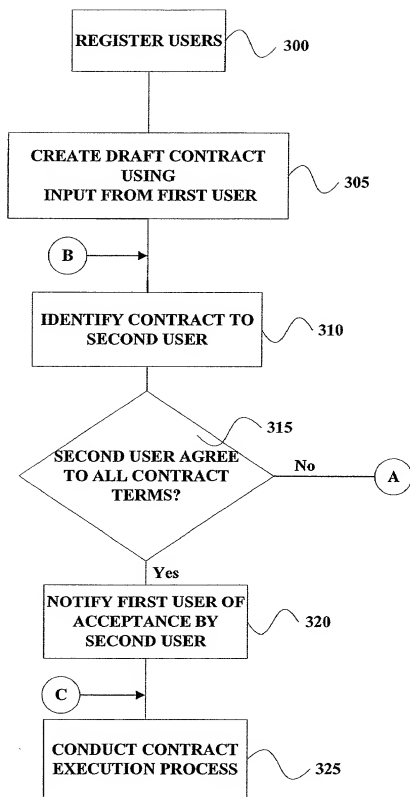 REGISTER USERS
300
CREATE DRAFT CONTRACT
USING
INPUT FROM FIRST USER
305
B
IDENTIFY CONTRACT TO
SECOND USER
310
315
SECOND USER AGREE
TO ALL CONTRACT
TERMS?
No
A
Yes
NOTIFY FIRST USER OF
ACCEPTANCE BY
SECOND USER
320
C
CONDUCT CONTRACT
EXECUTION PROCESS
325